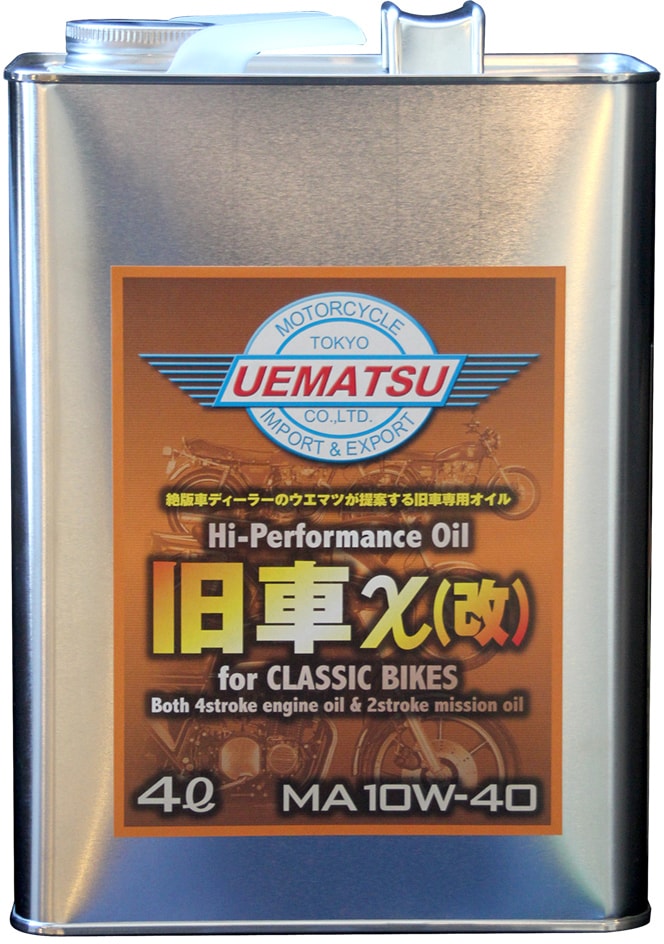 MOTORCYCLE
TOKYO
UEMATSU
CO.,LTD.
IMPORT & EXPORT
絶版車ディーラーのウエマツが提案する旧車専用オイル
Hi-Performance Oil
旧車χ(改)
for CLASSIC BIKES
Both 4stroke engine oil & 2stroke mission oil
4ℓ MA 10W-40